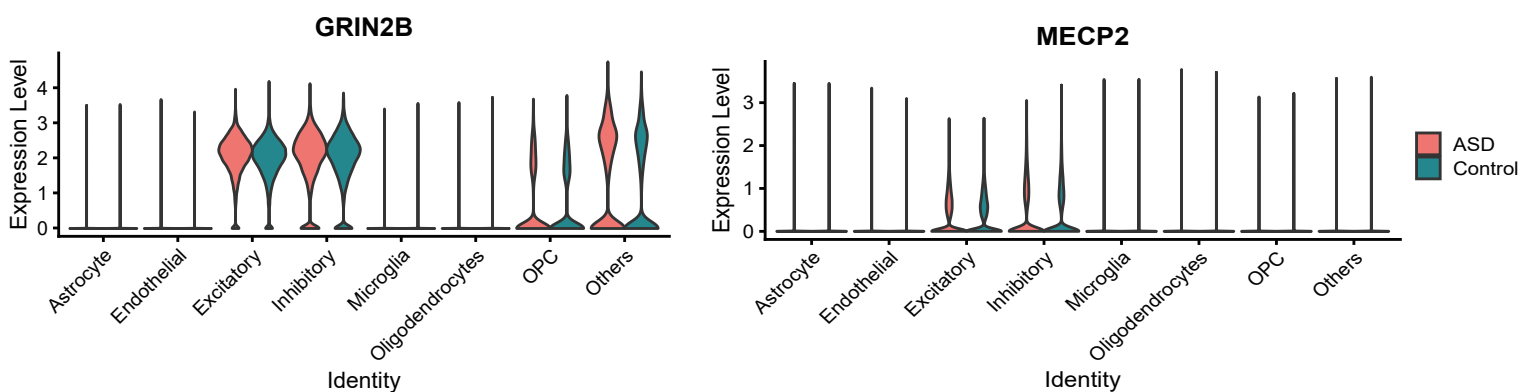 GRIN2B
Expression Level
4
3
2
1
0
Astrocyte
Endothelial
Excitatory
Inhibitory
Microglia
Oligodendrocytes
OPC
Others
Identity
MECP2
Expression Level
3
2
1
0
Astrocyte
Endothelial
Excitatory
Inhibitory
Microglia
Oligodendrocytes
OPC
Others
Identity
ASD
Control